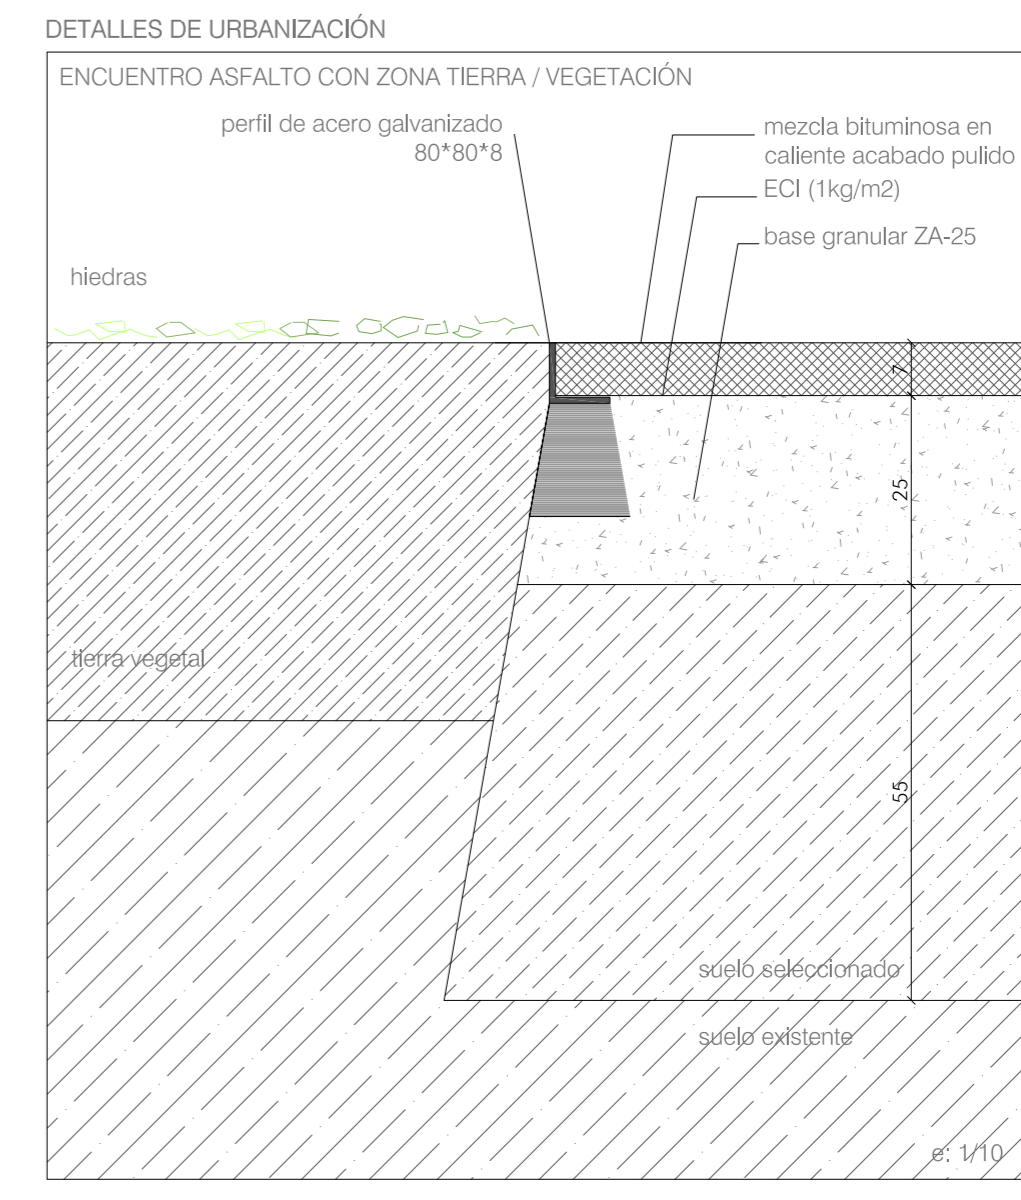 DETALLES DE URBANIZACIÓN
ENCUENTRO ASFALTO CON ZONA TIERRA / VEGETACIÓN
perfil de acero galvanizado
80*80*8
mezcla bituminosa en
caliente acabado pulido
ECI (1kg/m2)
base granular ZA-25
hiedras
7
25
tierra vegetal
55
suelo seleccionado
suelo existente
e: 1/10